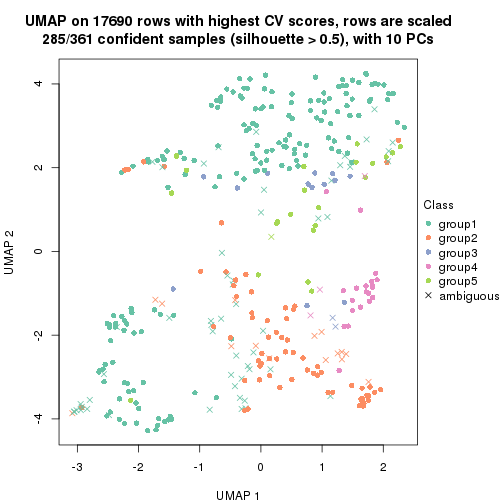 UMAP on 17690 rows with highest CV scores, rows are scaled
285/361 confident samples (silhouette > 0.5), with 10 PCs
4
2
0
-2
-4
UMAP 2
-3
-2
-1
0
1
2
UMAP 1
Class
group1
group2
group3
group4
group5
ambiguous